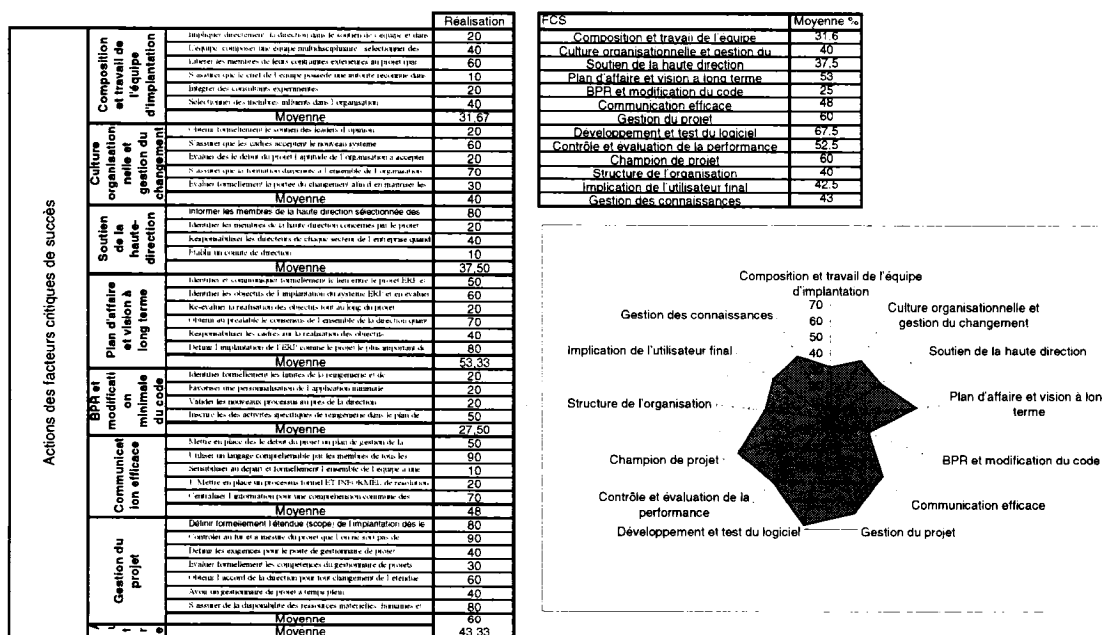 Réalisation
Actions des facteurs critiques de succès
Composition
et travail de
l'équipe
d'implantation
Impliquer directement la direction dans le soutien de l'équipe et dans 20
L'équipe composer une équipe multidisciplinaire sélectionner des 40
Libérer les membres de leurs contraintes extérieures au projet (par 60
S'assurer que le chef de l'équipe possède une autorité reconnue dans 10
Intégrer des consultants expérimentés 20
Sélectionner des membres influents dans l'organisation 40
Moyenne 31,67
Culture
organisation
nelle et
gestion du
changement
Obtenir formellement le soutien des leaders d'opinion 20
S'assurer que les cadres acceptent le nouveau système 60
Evaluer dès le début du projet l'aptitude de l'organisation à accepter 20
S'assurer que la formation dispensée à l'ensemble de l'organisation 70
Evaluer formellement la portée du changement afin d'en maîtriser les 30
Moyenne 40
Soutien
de la
haute-
direction
Informer les membres de la haute direction sélectionnée des 80
Identifier les membres de la haute direction concernés par le projet 20
Responsabiliser les directeurs de chaque secteur de l'entreprise quand 40
Etablir un comité de direction 10
Moyenne 37,50
Plan d'affaire
et vision à
long terme
Identifier et communiquer formellement le lien entre le projet ERP et 50
Identifier les objectifs de l'implantation du système ERP et en évaluer 60
Ré-évaluer la réalisation des objectifs tout au long du projet 20
Obtenir au préalable le consensus de l'ensemble de la direction quant 70
Responsabiliser les cadres sur la réalisation des objectifs 40
Définir l'implantation de l'ERP comme le projet le plus important de 80
Moyenne 53,33
BPR et
modificati
on
minimale
du code
Identifier formellement les limites de la réingénierie et de 20
Favoriser une personnalisation de l'application minimale 20
Valider les nouveaux processus auprès de la direction 20
Inscrire des activités spécifiques de réingénierie dans le plan de 50
Moyenne 27,50
Communicat
ion efficace
Mettre en place dès le début du projet un plan de gestion de la 50
Utiliser un langage compréhensible par les membres de tous les 90
Sensibiliser au départ et formellement l'ensemble de l'équipe à une 10
Mettre en place un processus formel ET INFORMEL de résolution 20
Centraliser l'information pour une compréhension commune des 70
Moyenne 48
Gestion du
projet
Définir formellement l'étendue (scope) de l'implantation dès le 80
Contrôler au fur et à mesure du projet que l'on ne sort pas de 90
Définir les exigences pour le poste de gestionnaire de projet 40
Evaluer formellement les compétences du gestionnaire de projets 30
Obtenir l'accord de la direction pour tout changement de l'étendue 60
Avoir un gestionnaire de projet à temps plein 40
S'assurer de la disponibilité des ressources matérielles, humaines et 80
Moyenne 60
Moyenne 43,33
FCS Moyenne %
Composition et travail de l'équipe 31.6
Culture organisationnelle et gestion du 40
Soutien de la haute direction 37.5
Plan d'affaire et vision a long terme 53
BPR et modification du code 25
Communication efficace 48
Gestion du projet 60
Développement et test du logiciel 67.5
Contrôle et évaluation de la performance 52.5
Champion de projet 60
Structure de l'organisation 40
Implication de l'utilisateur final 42.5
Gestion des connaissances 43
Composition et travail de l'équipe
d'implantation
70
60
50
40
Culture organisationnelle et
gestion du changement
Soutien de la haute direction
Plan d'affaire et vision à lon
terme
BPR et modification du code
Communication efficace
Gestion du projet
Développement et test du logiciel
Contrôle et évaluation de la
performance
Champion de projet
Structure de l'organisation
Implication de l'utilisateur final
Gestion des connaissances